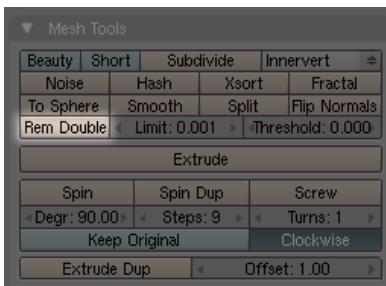 Mesh Tools
Beauty Short Subdivide Innervert
Noise Hash Xsort Fractal
To Sphere Smooth Split Flip Normals
Rem Double Limit: 0.001 Threshold: 0.000
Extrude
Spin Spin Dup Screw
Degr: 90.00 Steps: 9 Turns: 1
Keep Original Clockwise
Extrude Dup Offset: 1.00